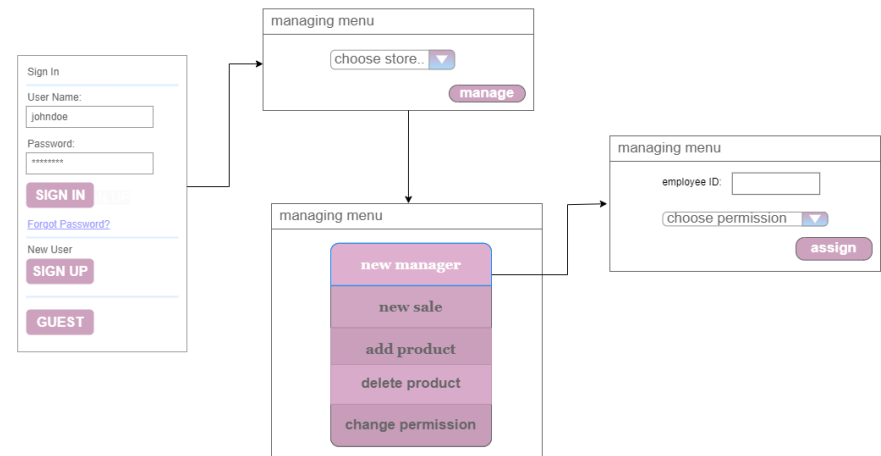 Sign In
User Name:
johndoe
Password:
********
SIGN IN
Forgot Password?
New User
SIGN UP
GUEST
managing menu
choose store..
manage
managing menu
new manager
new sale
add product
delete product
change permission
managing menu
employee ID:
choose permission
assign